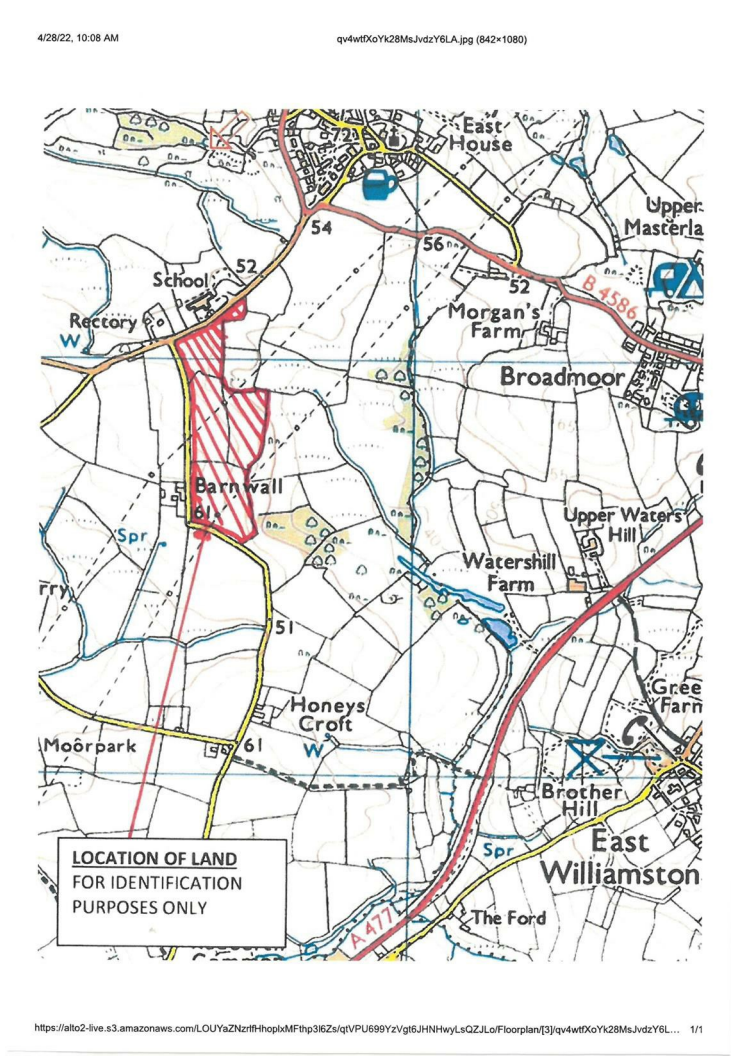 4/28/22, 10:08 AM
qv4wtfXoYk28MsJvdzY6LA.jpg (842×1080)
72
East
House
Upper
Masterla
54
56
52
52
School
B 4586
Morgan's
Farm
Rectory
W
Broadmoor
Barnwall
61
Upper Waters
Hill
Spr
Watershill
Farm
rry
51
Gree
Farm
Honeys
Croft
W
Moorpark
61
Brother
Hill
East
Williamston
Spr
LOCATION OF LAND
FOR IDENTIFICATION
PURPOSES ONLY
The Ford
A 477
https://alto2-live.s3.amazonaws.com/LOUYaZNzrlfHhoplxMFthp3l6Zs/qtVPU699YzVgt6JHNHwyLsQZJLo/Floorplan/[3]/qv4wtfXoYk28MsJvdzY6L... 1/1